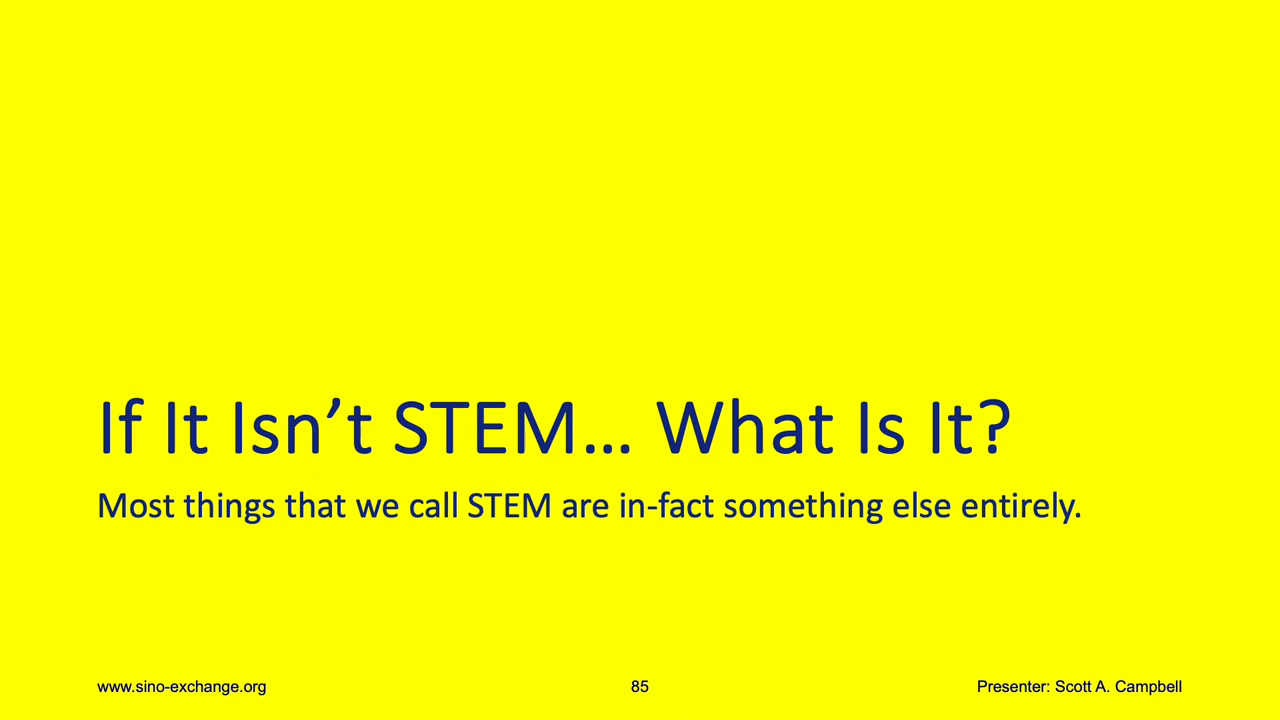 If It Isn’t STEM… What Is It?
Most things that we call STEM are in-fact something else entirely.
www.sino-exchange.org
85
Presenter: Scott A. Campbell